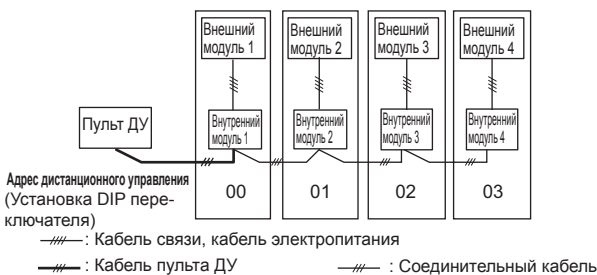 Внешний
модуль 1
Внешний
модуль 2
Внешний
модуль 3
Внешний
модуль 4
Пульт ДУ
Внутренний
модуль 1
Внутренний
модуль 2
Внутренний
модуль 3
Внутренний
модуль 4
Адрес дистанционного управления
(Установка DIP пере-
ключателя)
00
01
02
03
: Кабель связи, кабель электропитания
: Кабель пульта ДУ
: Соединительный кабель